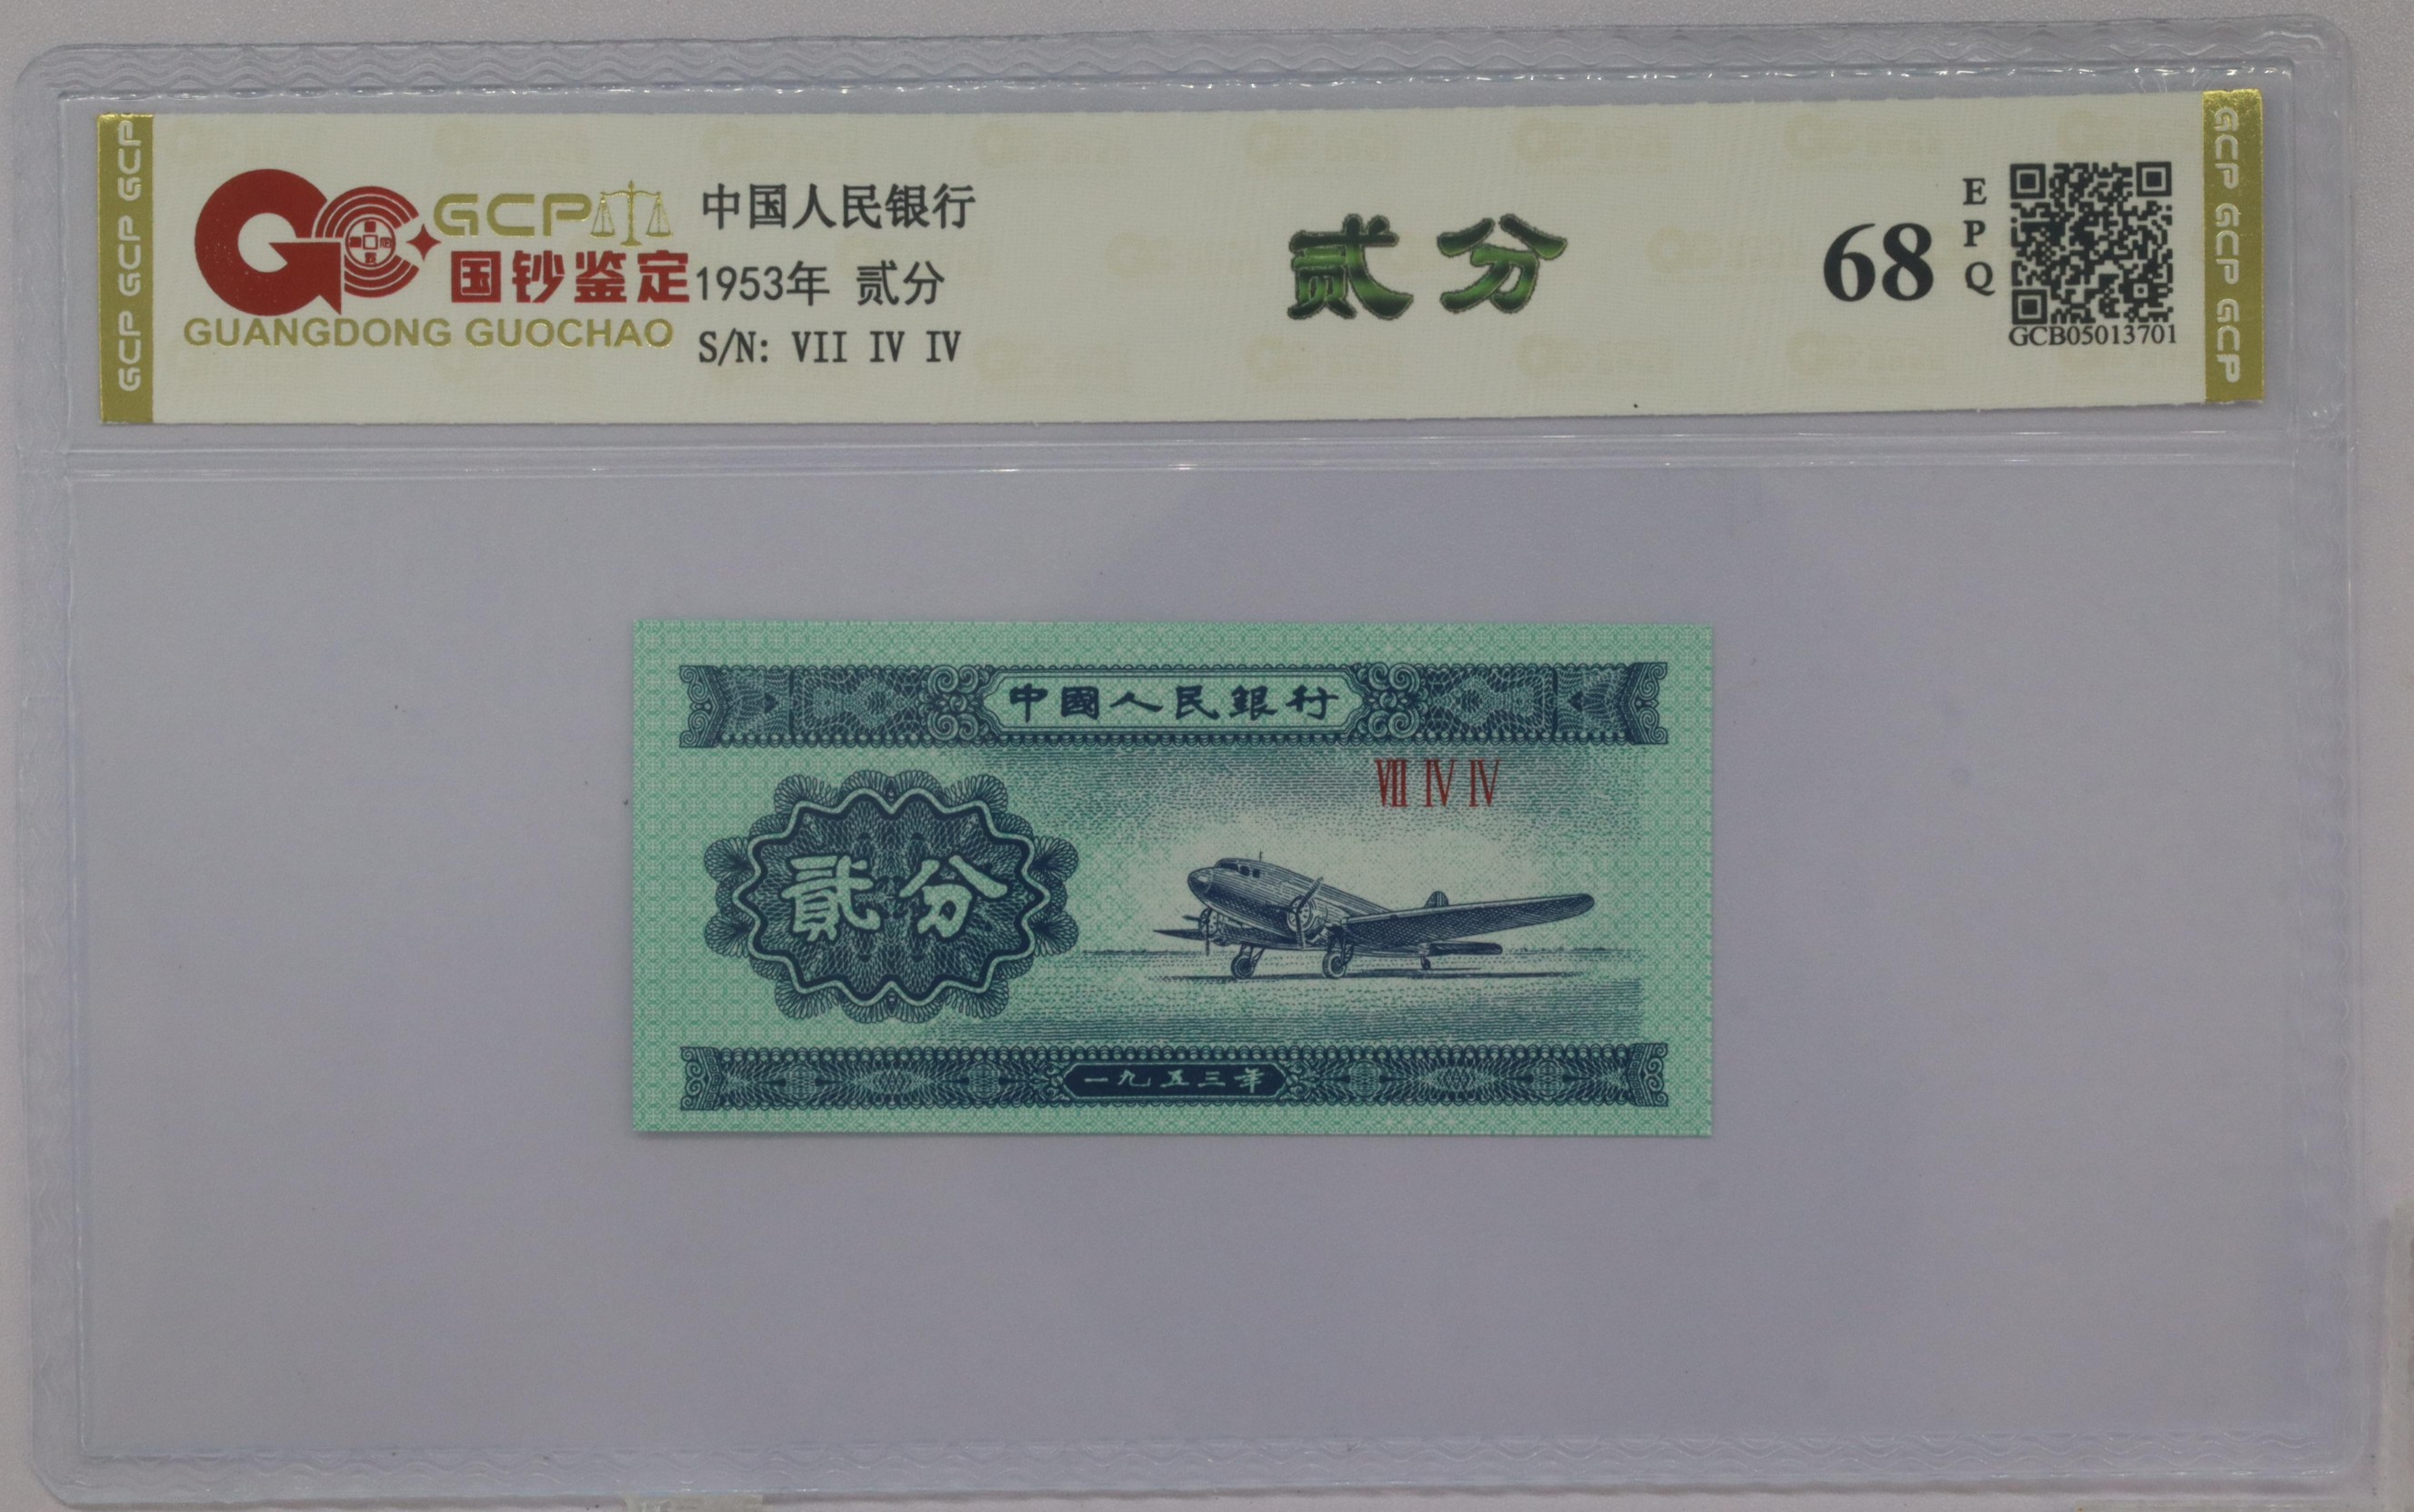 GCP GCP GCP
GCP
国钞鉴定
GUANGDONG GUOCHAO
中国人民银行
1953年 贰分
S/N: VII IV IV
贰分
68
EPQ
GCB05013701
GCP GCP GCP
中國人民銀行
VIII IV IV
貳分
一九五三年